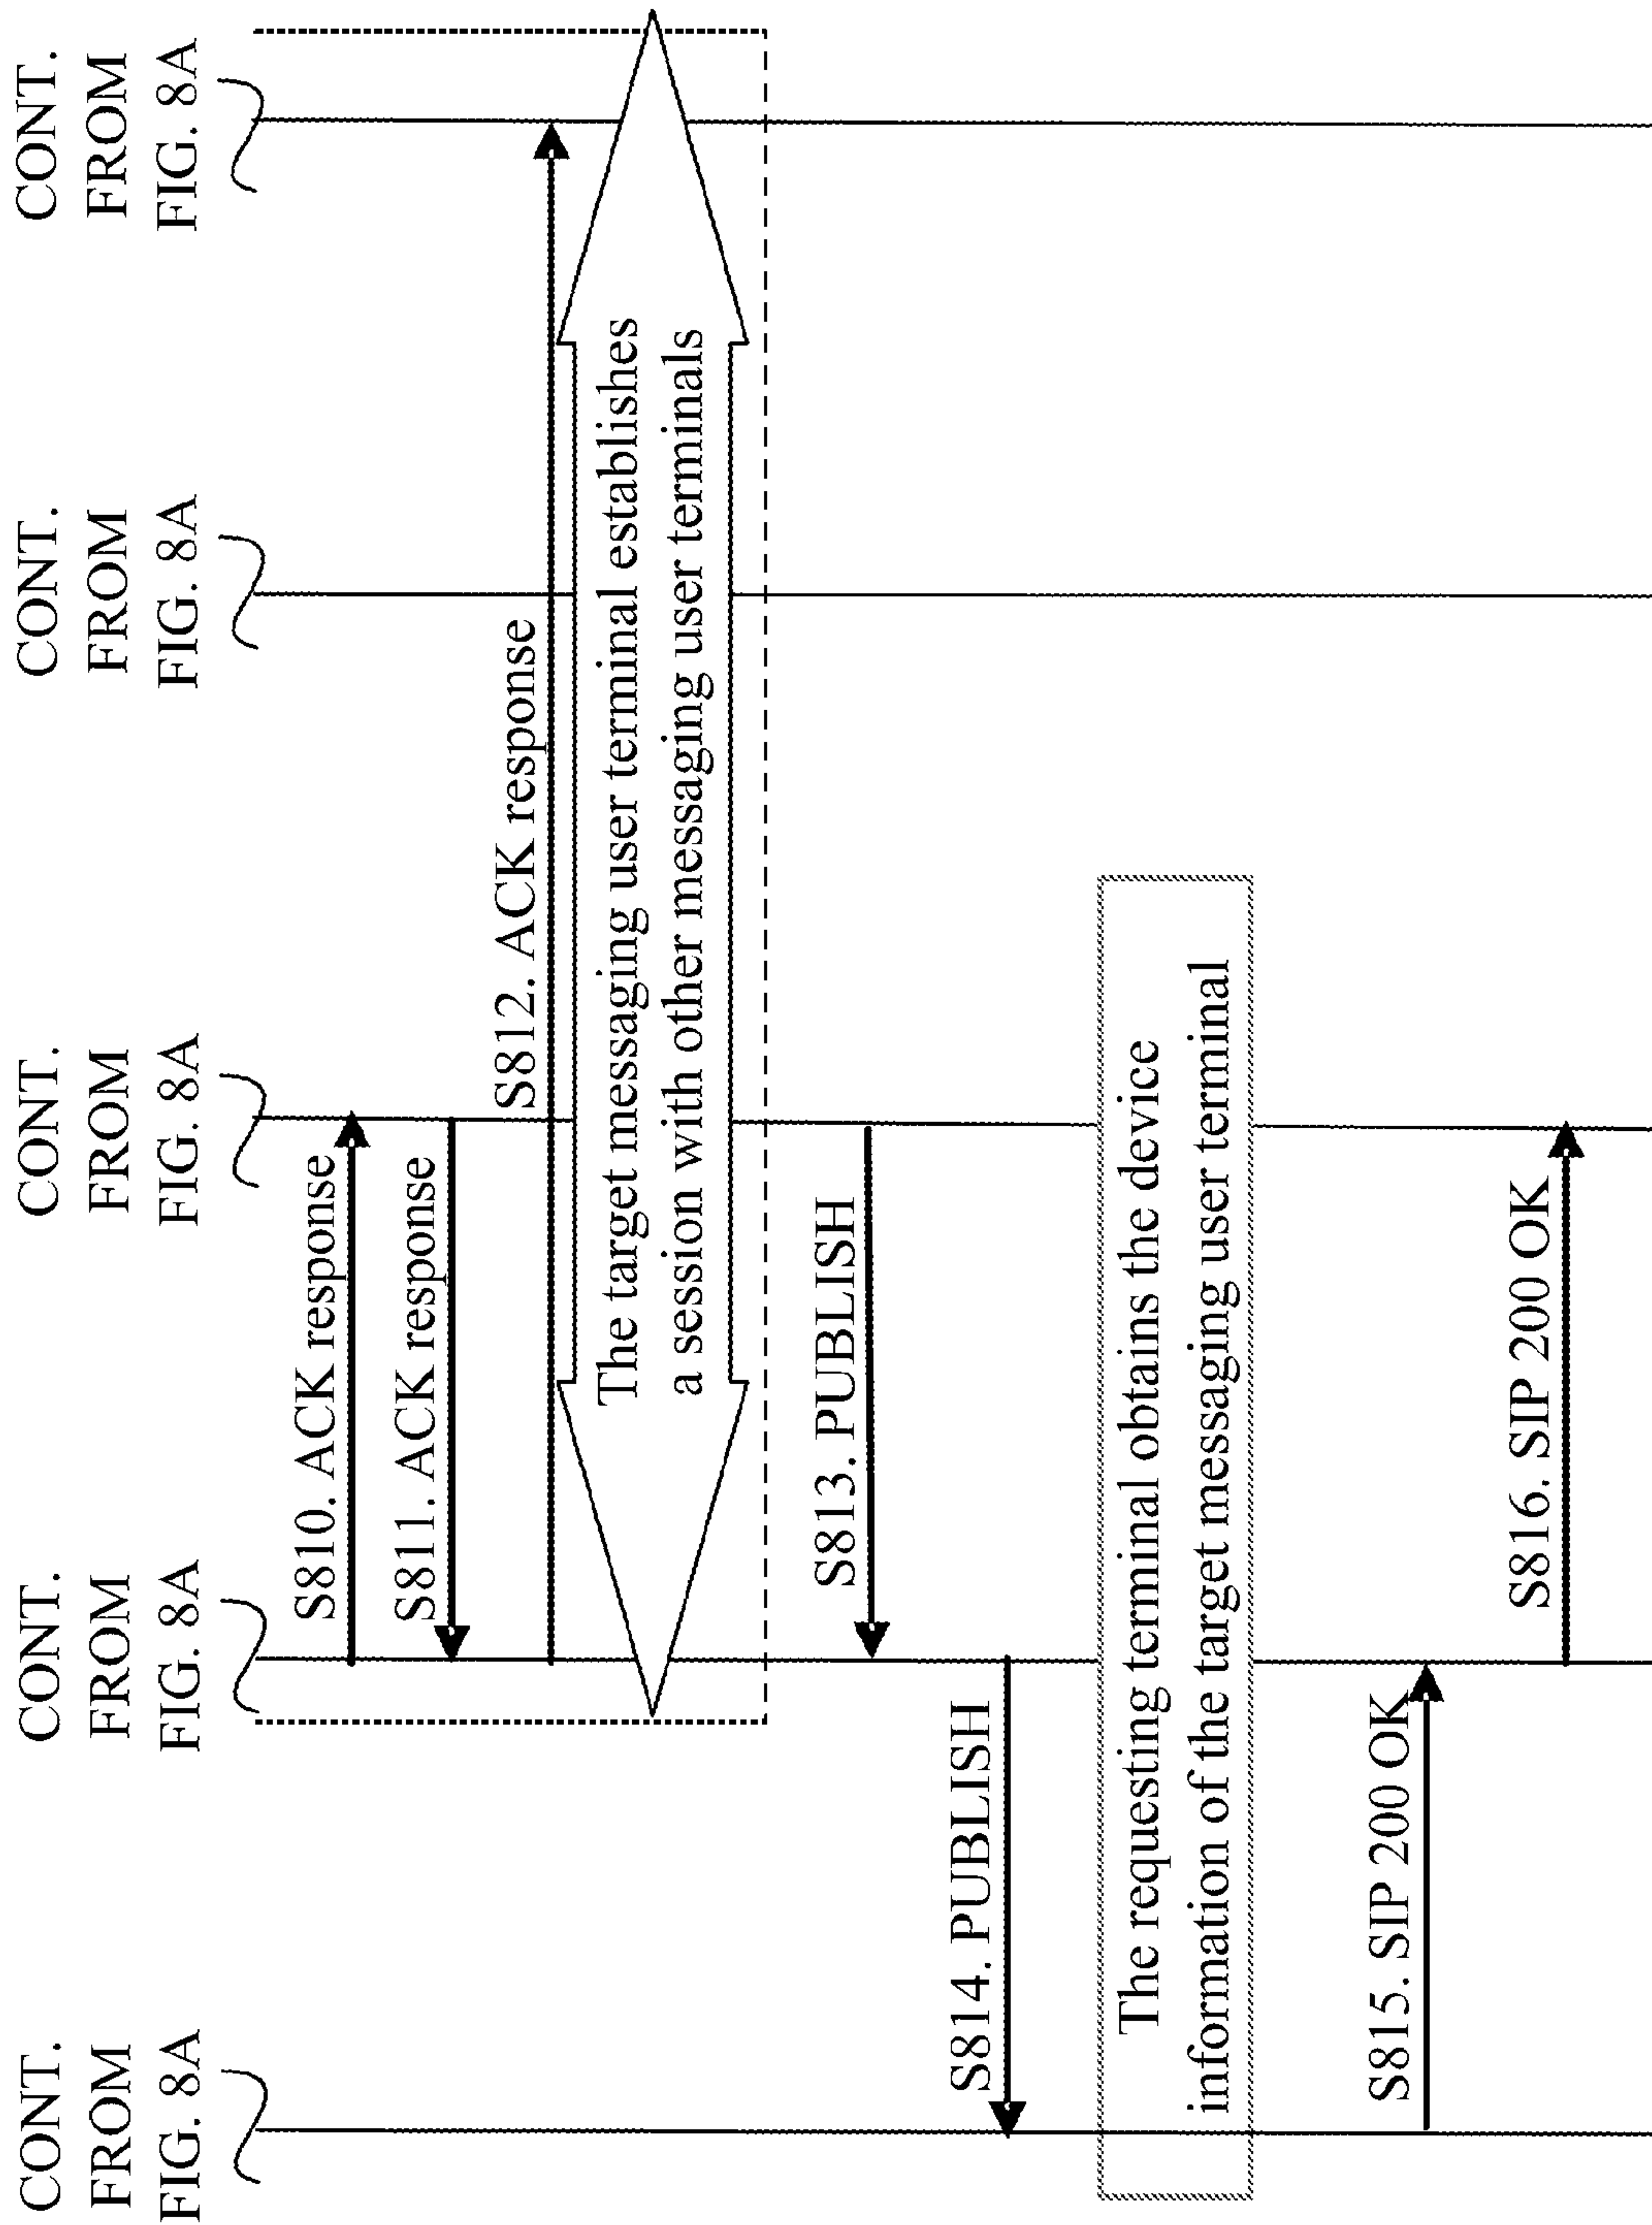 CONT.
FROM
FIG. 8A
CONT.
FROM
FIG. 8A
CONT.
FROM
FIG. 8A
CONT.
FROM
FIG. 8A
CONT.
FROM
FIG. 8A
S810. ACK response
S811. ACK response
S812. ACK response
The target messaging user terminal establishes
a session with other messaging user terminals
S813. PUBLISH
S814. PUBLISH
The requesting terminal obtains the device
information of the target messaging user terminal
S815. SIP 200 OK
S816. SIP 200 OK